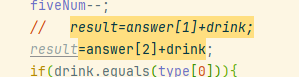 fiveNum--;
//   result=answer[1]+drink;
result=answer[2]+drink;
if(drink.equals(type[0])){